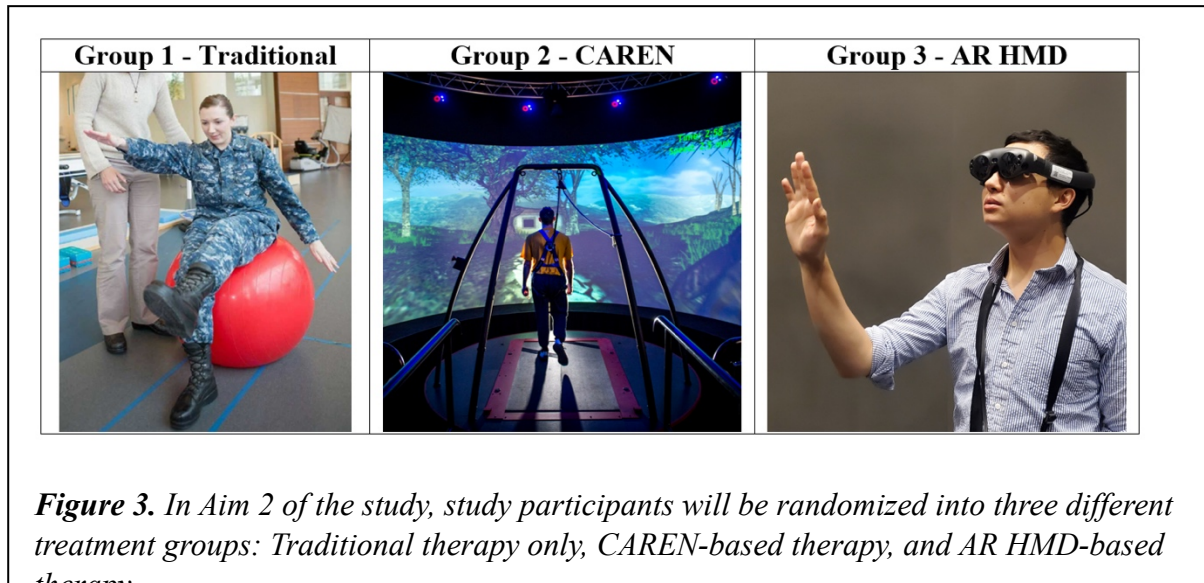 Group 1 - Traditional
Group 2 - CAREN
Group 3 - AR HMD
Figure 3. In Aim 2 of the study, study participants will be randomized into three different
treatment groups: Traditional therapy only, CAREN-based therapy, and AR HMD-based
therapy